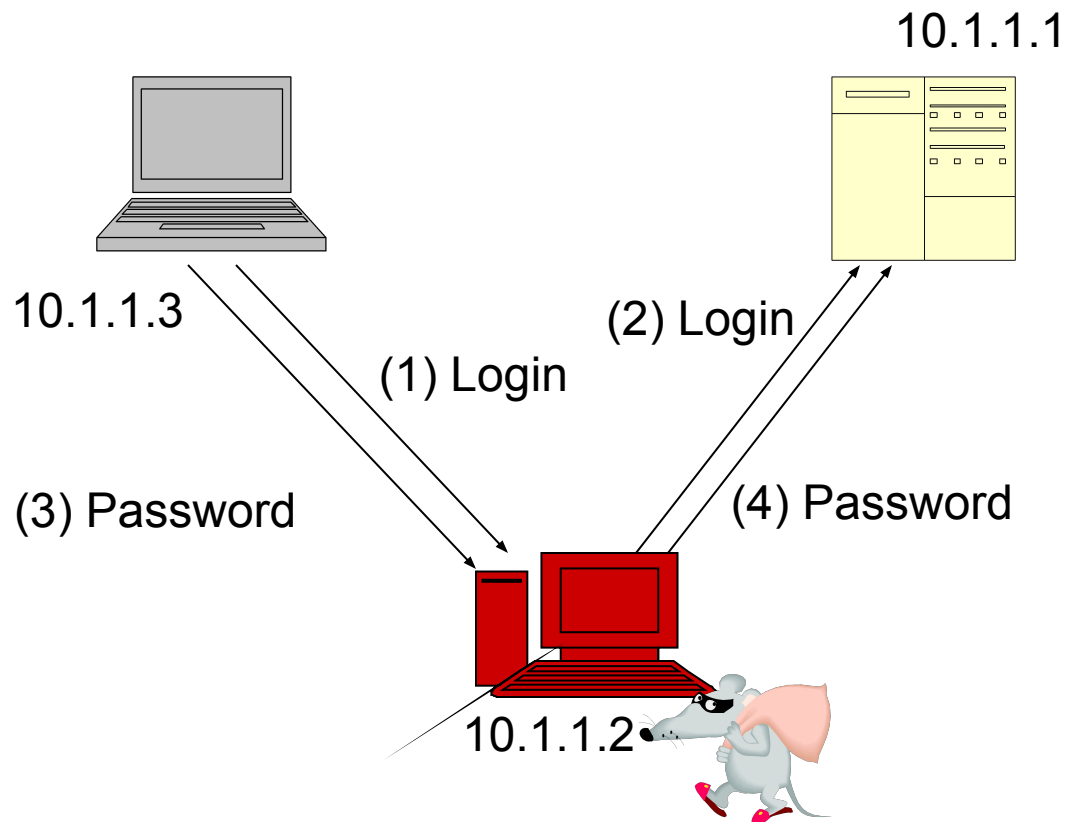 10.1.1.1
10.1.1.3
(2) Login
(1) Login
(3) Password
(4) Password
10.1.1.2